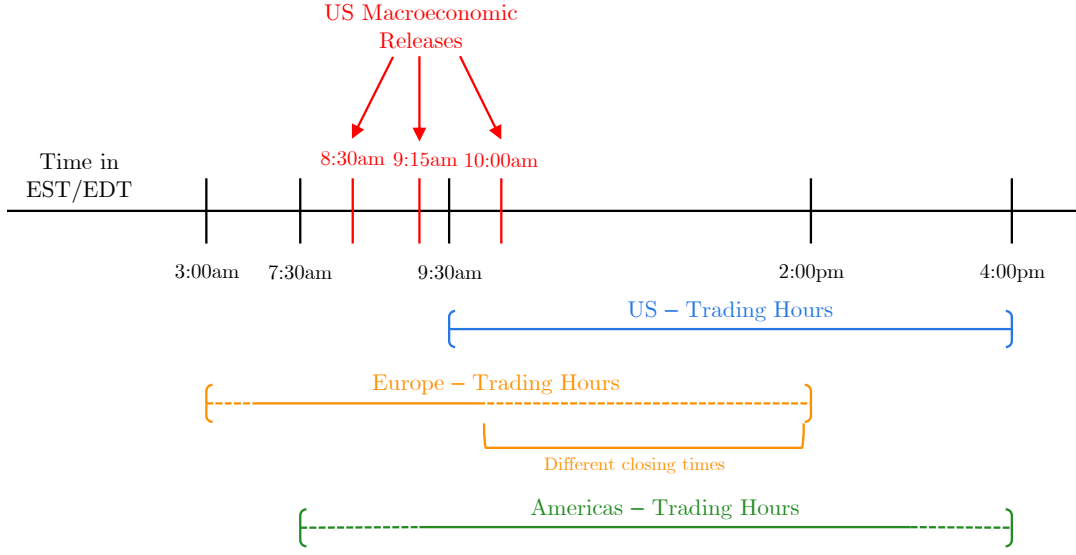 US Macroeconomic
Releases
8:30am 9:15am 10:00am
Time in
EST/EDT
3:00am 7:30am 9:30am 2:00pm 4:00pm
US – Trading Hours
Europe – Trading Hours
Different closing times
Americas – Trading Hours